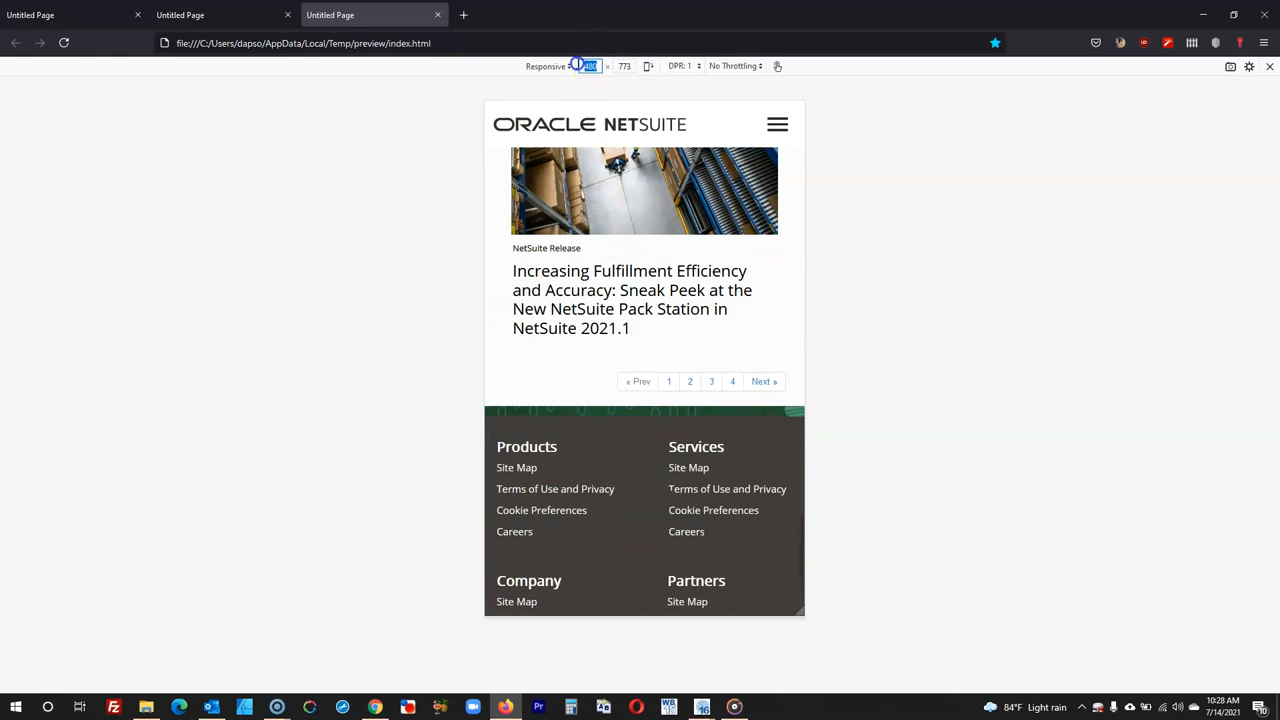 Untitled Page
Untitled Page
Untitled Page
file:///C:/Users/dapso/AppData/Local/Temp/preview/index.html
Responsive 480 × 773 DPR: 1 No Throttling
ORACLE NETSUITE
NetSuite Release
Increasing Fulfillment Efficiency
and Accuracy: Sneak Peek at the
New NetSuite Pack Station in
NetSuite 2021.1
« Prev 1 2 3 4 Next »
Products
Site Map
Terms of Use and Privacy
Cookie Preferences
Careers
Services
Site Map
Terms of Use and Privacy
Cookie Preferences
Careers
Company
Site Map
Partners
Site Map
84°F Light rain
10:28 AM
7/14/2021